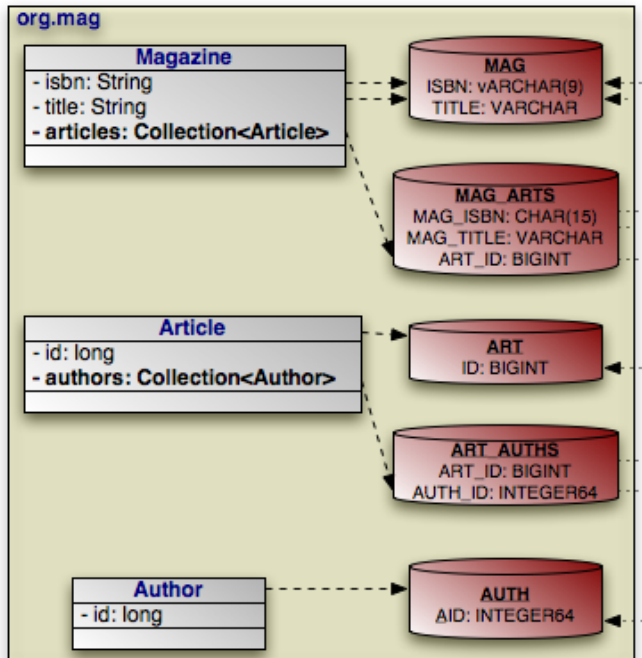 org.mag
Magazine
- isbn: String
- title: String
- articles: Collection<Article>
MAG
ISBN: vARCHAR(9)
TITLE: VARCHAR
MAG_ARTS
MAG_ISBN: CHAR(15)
MAG_TITLE: VARCHAR
ART_ID: BIGINT
Article
- id: long
- authors: Collection<Author>
ART
ID: BIGINT
ART_AUTHS
ART_ID: BIGINT
AUTH_ID: INTEGER64
Author
- id: long
AUTH
AID: INTEGER64